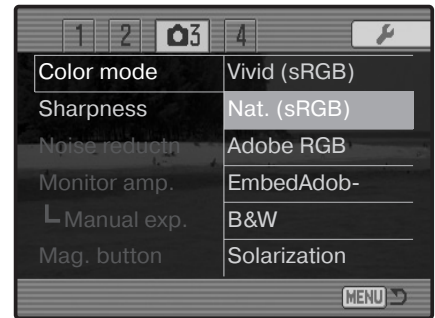 1 2 3 4
Color mode Vivid (sRGB)
Sharpness Nat. (sRGB)
Noise reductn Adobe RGB
Monitor amp. EmbedAdob-
Manual exp. B&W
Mag. button Solarization
MENU